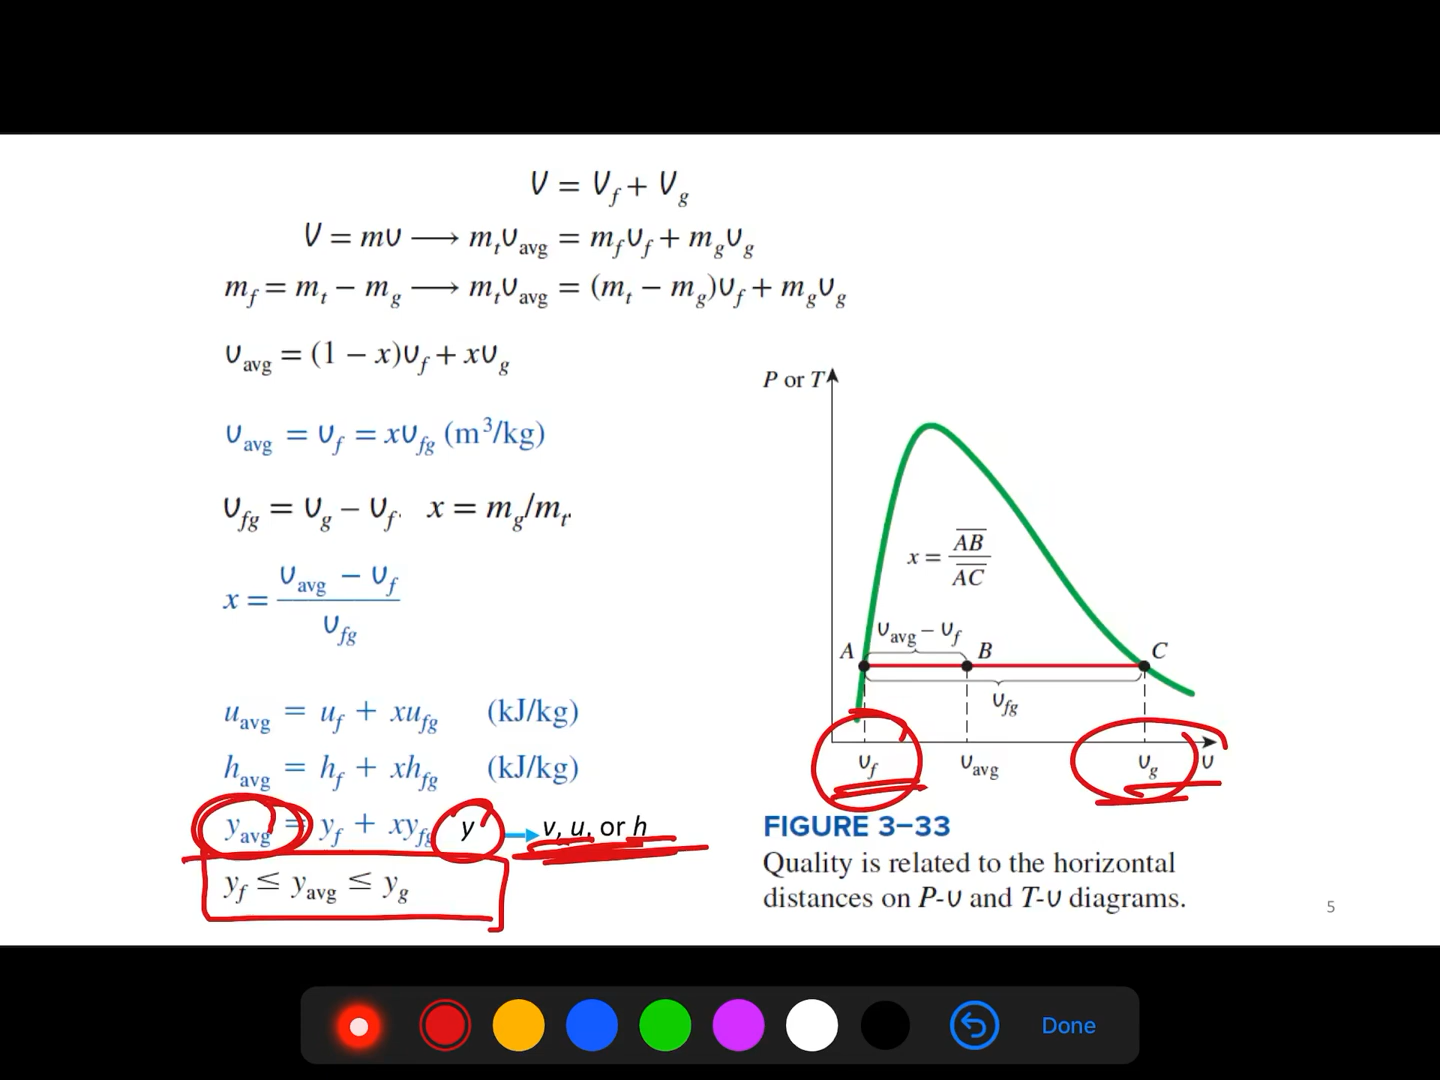 V = V_f + V_g
V = mυ ⟶ m_t υ_avg = m_f υ_f + m_g υ_g
m_f = m_t − m_g ⟶ m_t υ_avg = (m_t − m_g)υ_f + m_g υ_g
υ_avg = (1 − x)υ_f + xυ_g
υ_avg = υ_f = xυ_fg (m³/kg)
υ_fg = υ_g − υ_f. x = m_g/m_t.
x = (υ_avg − υ_f) / υ_fg
u_avg = u_f + xu_fg (kJ/kg)
h_avg = h_f + xh_fg (kJ/kg)
y_avg = y_f + xy_fg y → v, u, or h
y_f ≤ y_avg ≤ y_g
P or T
x = AB / AC
υ_avg − υ_f
A B C
υ_fg
υ_f υ_avg υ_g υ
FIGURE 3–33
Quality is related to the horizontal
distances on P-υ and T-υ diagrams.
5
Done